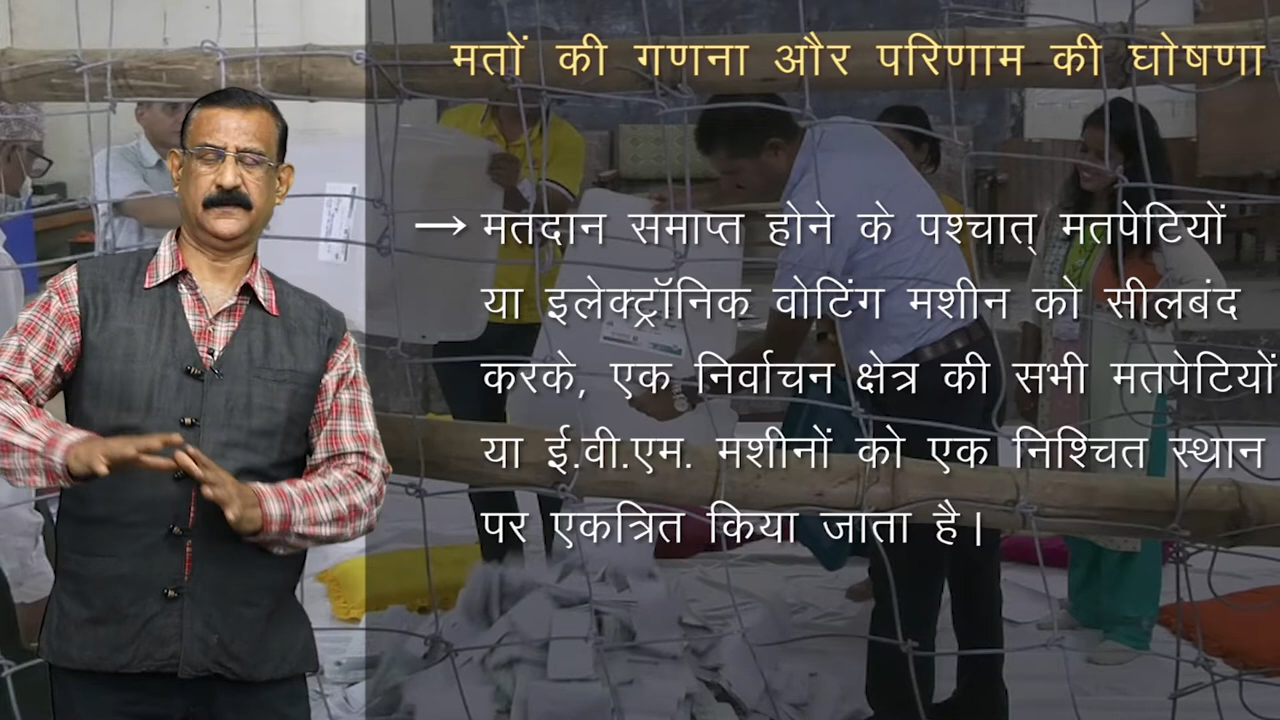 मतों की गणना और परिणाम की घोषणा
→ मतदान समाप्त होने के पश्चात् मतपेटियों
या इलेक्ट्रॉनिक वोटिंग मशीन को सीलबंद
करके, एक निर्वाचन क्षेत्र की सभी मतपेटियों
या ई.वी.एम. मशीनों को एक निश्चित स्थान
पर एकत्रित किया जाता है।